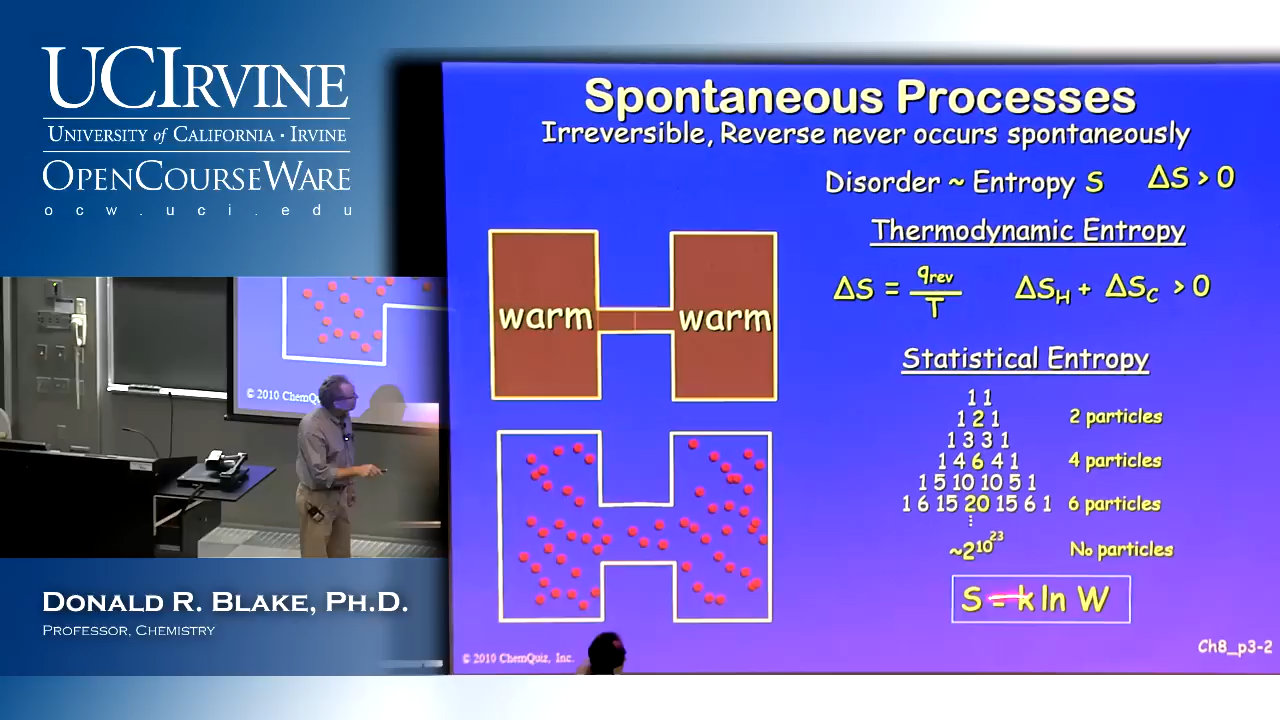 UCIRVINE
UNIVERSITY of CALIFORNIA · IRVINE
OPENCOURSEWARE
ocw.uci.edu
© 2010 ChemQuiz
DONALD R. BLAKE, PH.D.
PROFESSOR, CHEMISTRY
Spontaneous Processes
Irreversible, Reverse never occurs spontaneously
Disorder ~ Entropy S ΔS > 0
Thermodynamic Entropy
ΔS = qrev / T ΔSH + ΔSC > 0
warm warm
Statistical Entropy
1 1
1 2 1 2 particles
1 3 3 1
1 4 6 4 1 4 particles
1 5 10 10 5 1
1 6 15 20 15 6 1 6 particles
⋮
~2^10^23 No particles
S = k ln W
© 2010 ChemQuiz, Inc.
Ch8_p3-2